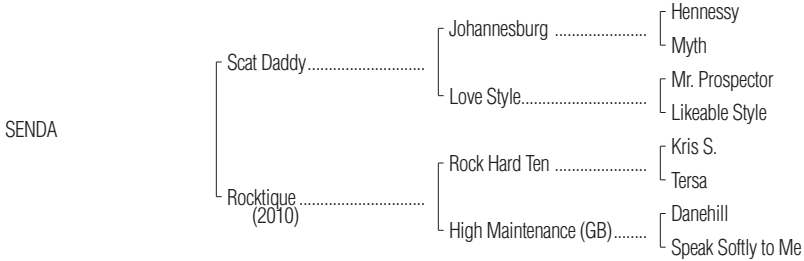 Hennessy
Johannesburg ......................
Myth
Scat Daddy............................
Mr. Prospector
Love Style..............................
Likeable Style
SENDA
Kris S.
Rock Hard Ten ......................
Tersa
Rocktique ..............................
(2010)
Danehill
High Maintenance (GB)........
Speak Softly to Me